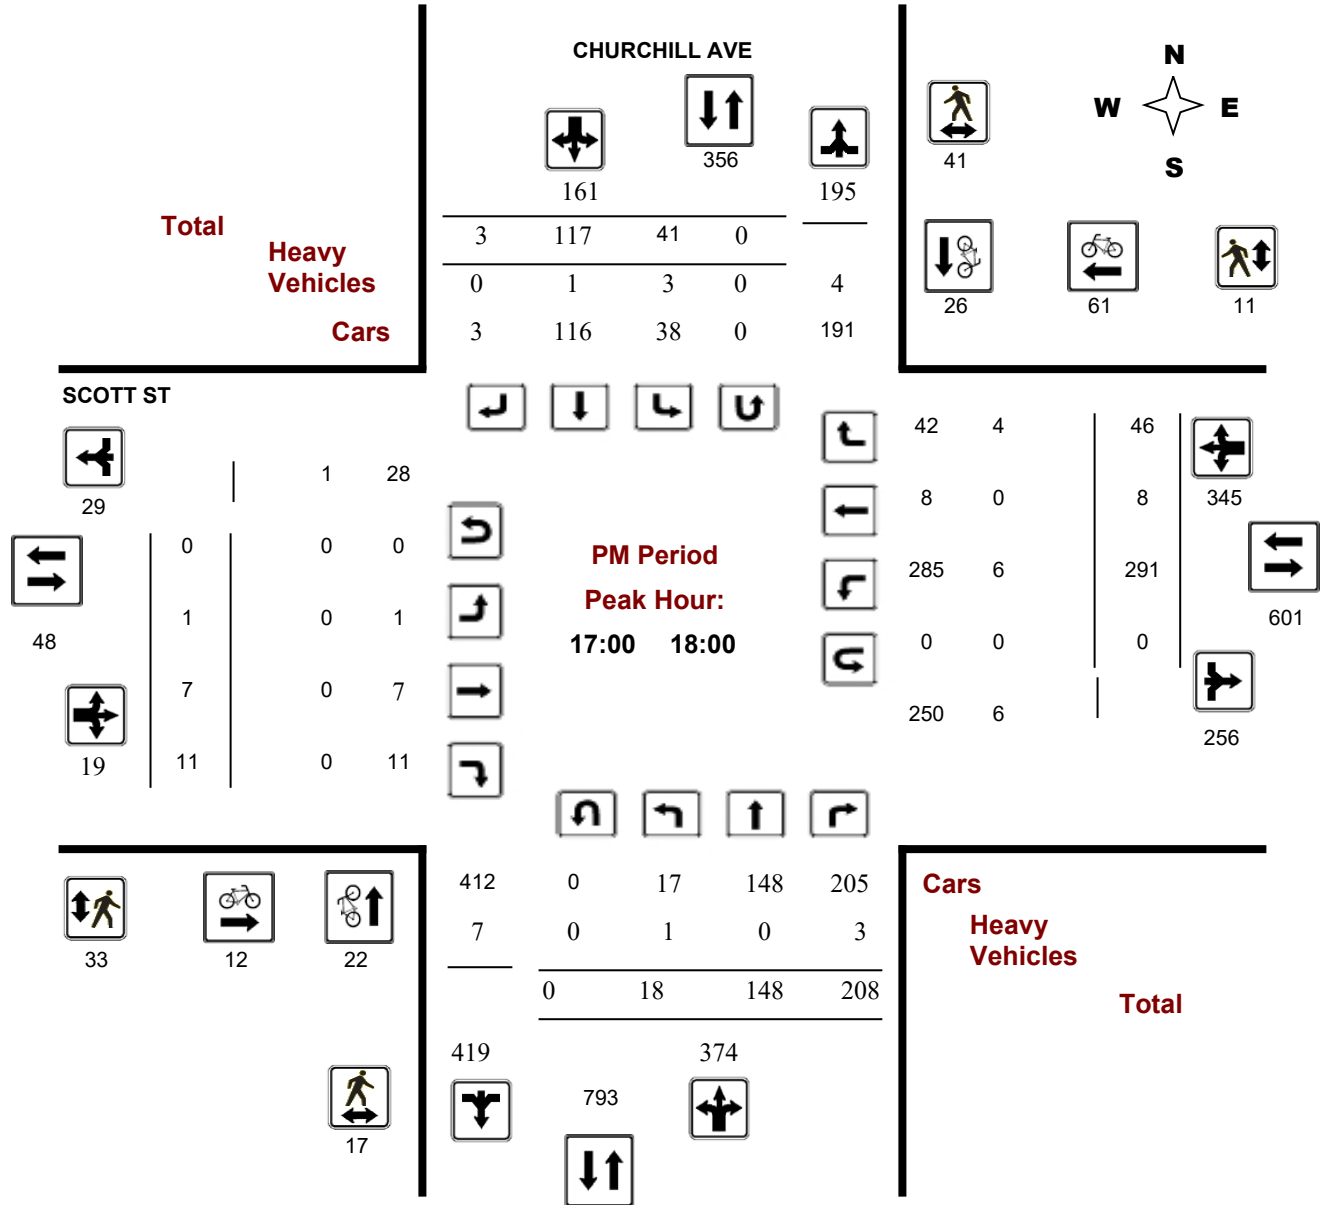 CHURCHILL AVE
N
W E
S
356
41
161
195
Total
3 117 41 0
Heavy
Vehicles
0 1 3 0 4
26 61 11
Cars
3 116 38 0 191
SCOTT ST
42 4 46
1 28
29
8 0 8 345
0 0 0
PM Period
285 6 291
Peak Hour:
1 0 1
601
48
17:00 18:00
0 0 0
7 0 7
250 6
256
19
11 0 11
412 0 17 148 205
Cars
7 0 1 0 3
Heavy
Vehicles
33 12 22
0 18 148 208
Total
419 374
793
17